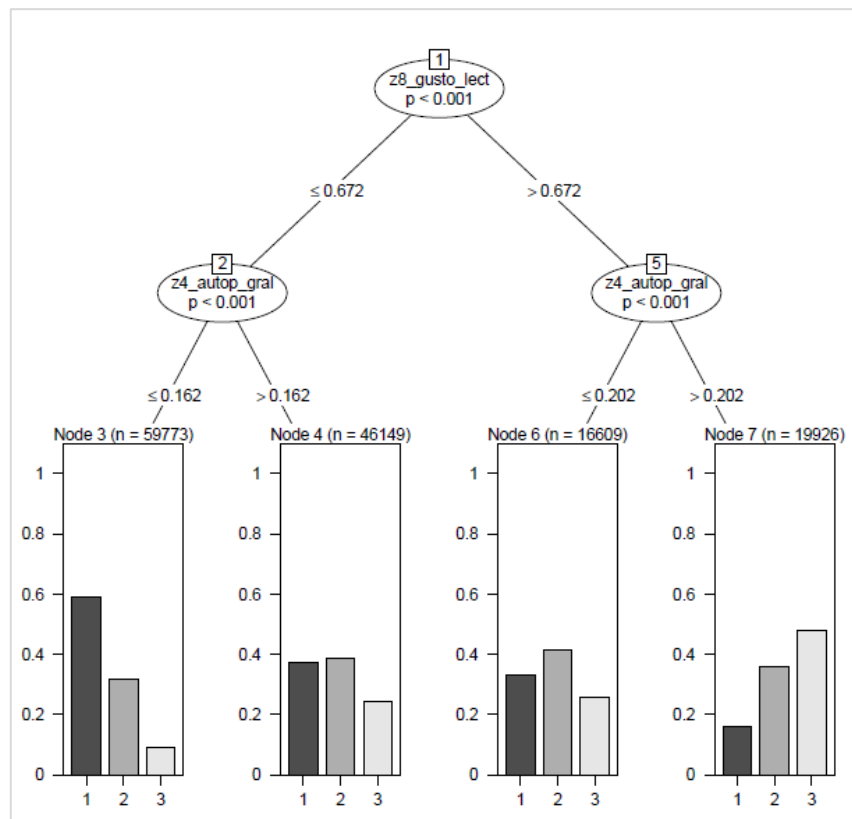 1
z8_gusto_lect
p < 0.001
≤ 0.672
> 0.672
2
z4_autop_gral
p < 0.001
5
z4_autop_gral
p < 0.001
≤ 0.162
> 0.162
≤ 0.202
> 0.202
Node 3 (n = 59773)
1
0.8
0.6
0.4
0.2
0
1 2 3
Node 4 (n = 46149)
1
0.8
0.6
0.4
0.2
0
1 2 3
Node 6 (n = 16609)
1
0.8
0.6
0.4
0.2
0
1 2 3
Node 7 (n = 19926)
1
0.8
0.6
0.4
0.2
0
1 2 3